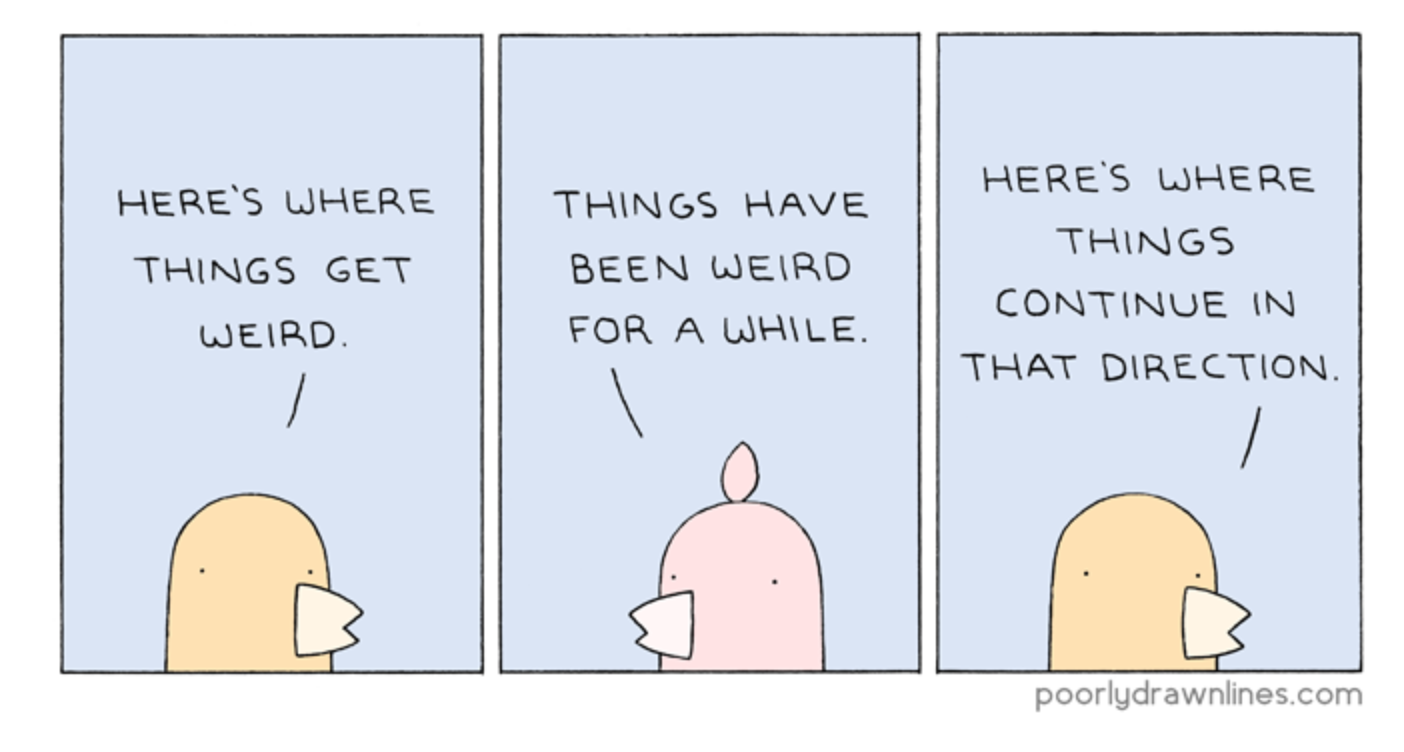 HERE'S WHERE
THINGS GET
WEIRD.
THINGS HAVE
BEEN WEIRD
FOR A WHILE.
HERE'S WHERE
THINGS
CONTINUE IN
THAT DIRECTION.
poorlydrawnlines.com